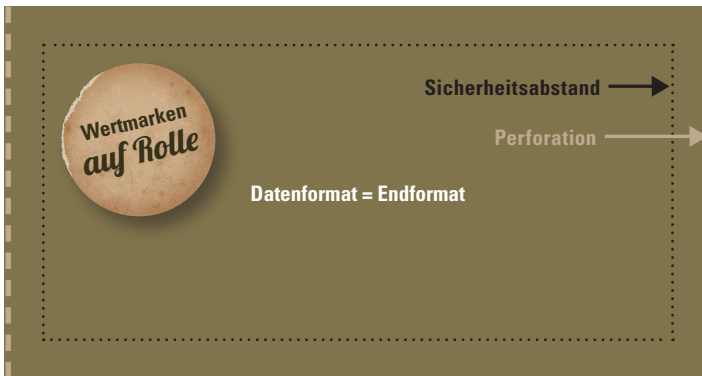 Wertmarken
auf Rolle
Sicherheitsabstand
Perforation
Datenformat = Endformat